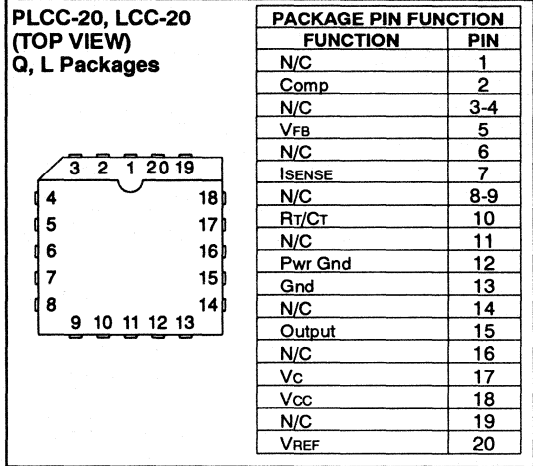 PLCC-20, LCC-20
(TOP VIEW)
Q, L Packages
3 2 1 20 19
4 18
5 17
6 16
7 15
8 14
9 10 11 12 13
PACKAGE PIN FUNCTION
FUNCTION PIN
N/C 1
Comp 2
N/C 3-4
VFB 5
N/C 6
ISENSE 7
N/C 8-9
RT/CT 10
N/C 11
Pwr Gnd 12
Gnd 13
N/C 14
Output 15
N/C 16
VC 17
VCC 18
N/C 19
VREF 20